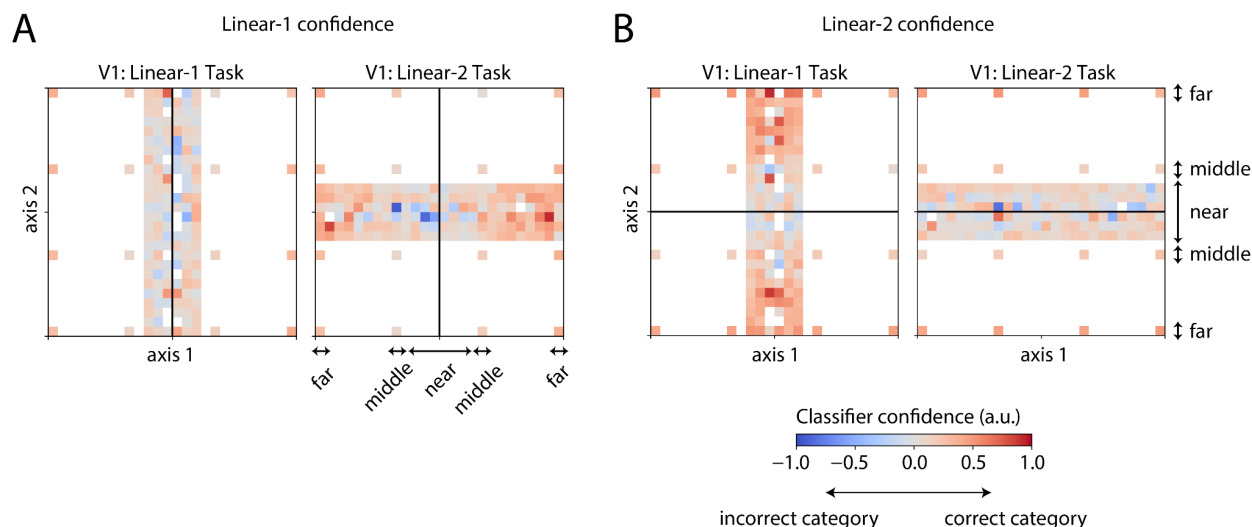 A
Linear-1 confidence
V1: Linear-1 Task
V1: Linear-2 Task
axis 2
axis 1
far
middle
near
middle
far
B
Linear-2 confidence
V1: Linear-1 Task
V1: Linear-2 Task
far
middle
near
middle
far
axis 1
axis 1
Classifier confidence (a.u.)
−1.0 −0.5 0.0 0.5 1.0
incorrect category correct category